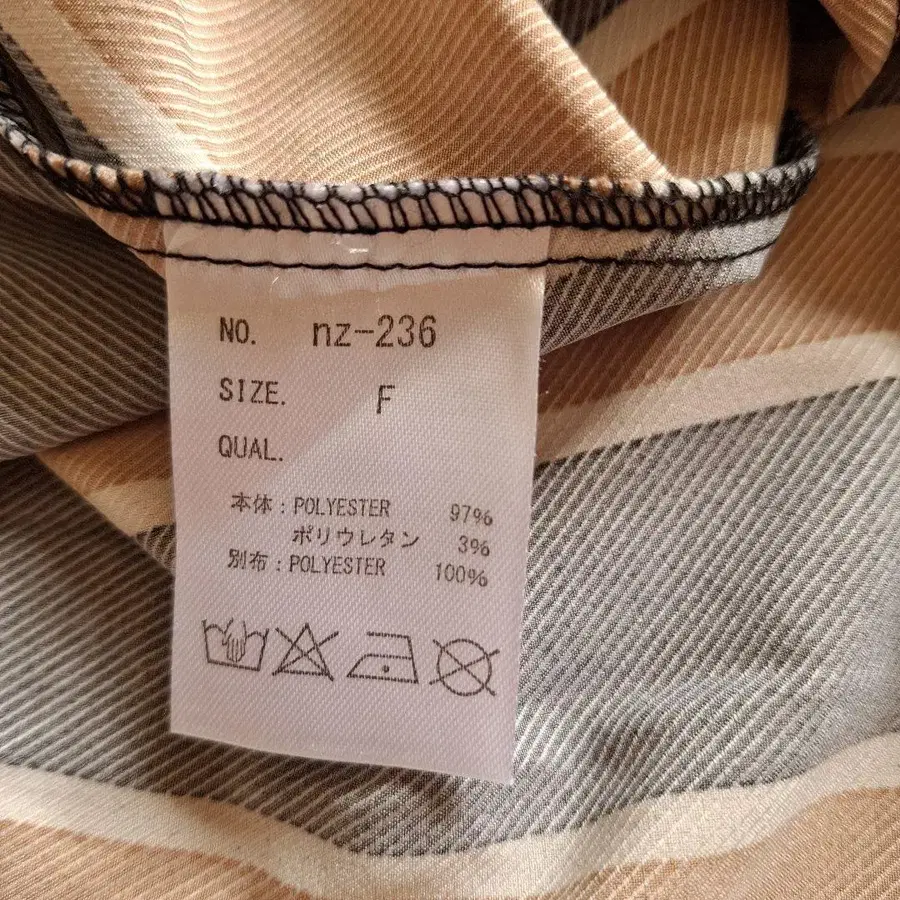 NO. nz-236
SIZE. F
QUAL.
本体:POLYESTER 97%
ポリウレタン 3%
別布:POLYESTER 100%